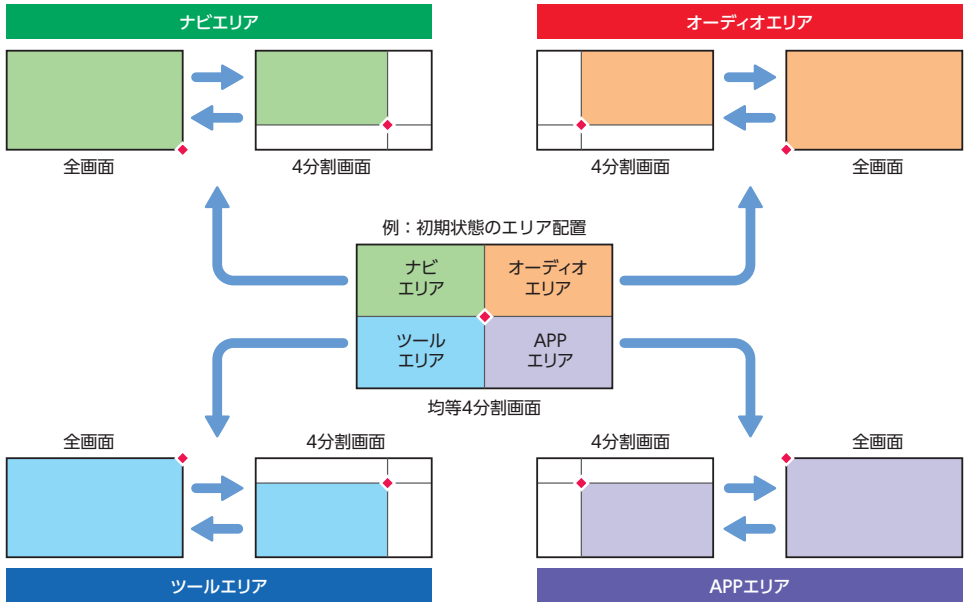 ナビエリア
オーディオエリア
全画面
4分割画面
4分割画面
全画面
例：初期状態のエリア配置
ナビ
エリア
オーディオ
エリア
ツール
エリア
APP
エリア
均等4分割画面
全画面
4分割画面
4分割画面
全画面
ツールエリア
APPエリア